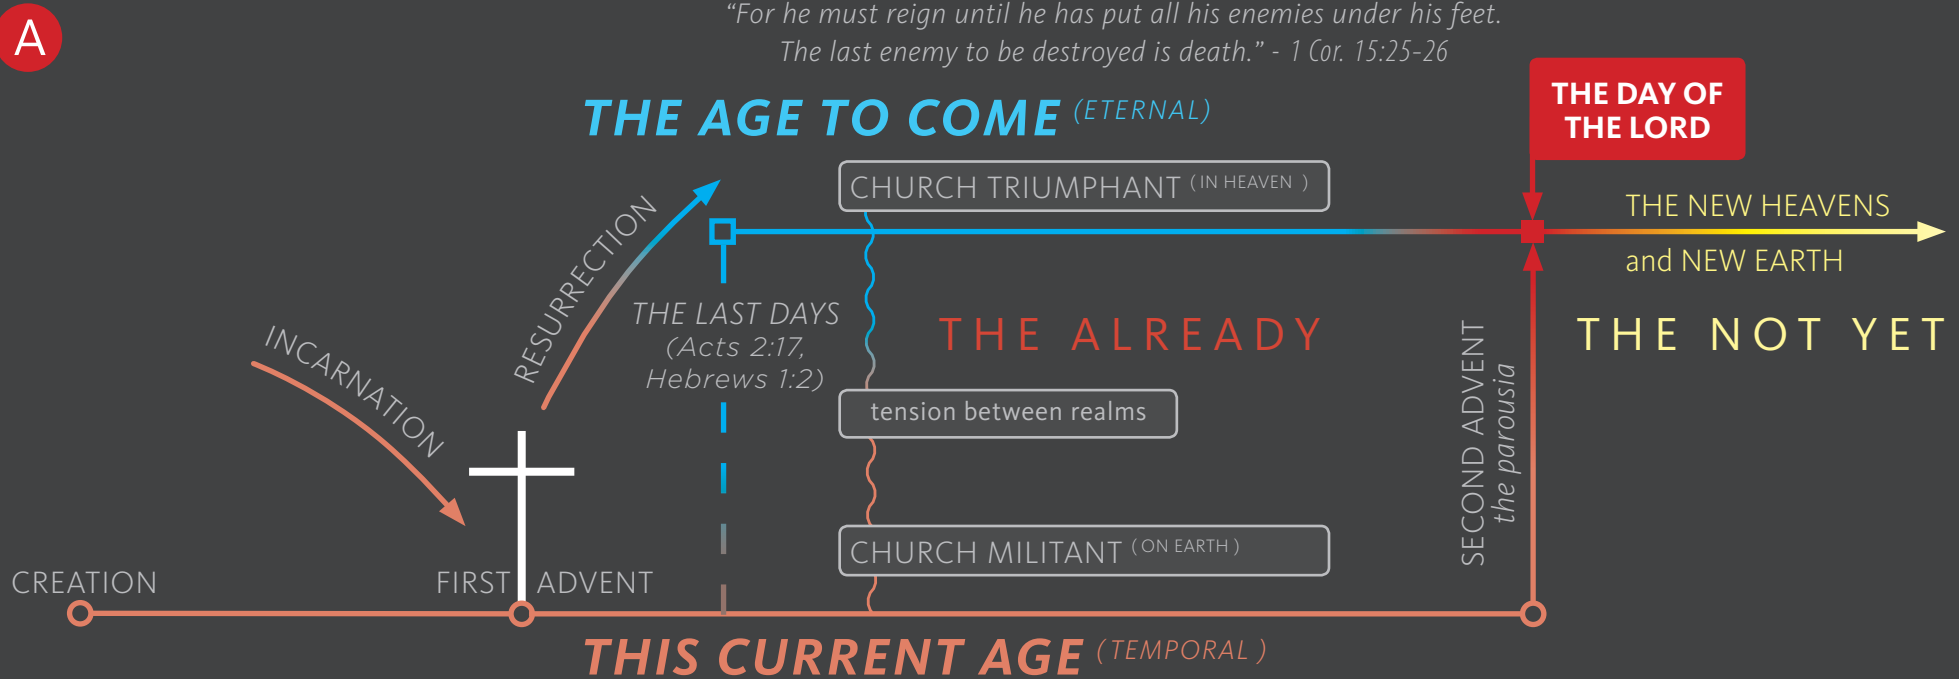 A
“For he must reign until he has put all his enemies under his feet.
The last enemy to be destroyed is death.” - 1 Cor. 15:25-26
THE DAY OF
THE LORD
THE AGE TO COME (ETERNAL)
CHURCH TRIUMPHANT (IN HEAVEN )
THE NEW HEAVENS
and NEW EARTH
RESURRECTION
INCARNATION
THE LAST DAYS
(Acts 2:17,
Hebrews 1:2)
THE ALREADY
THE NOT YET
tension between realms
SECOND ADVENT
the parousia
CHURCH MILITANT ( ON EARTH )
CREATION
FIRST ADVENT
THIS CURRENT AGE ( TEMPORAL )